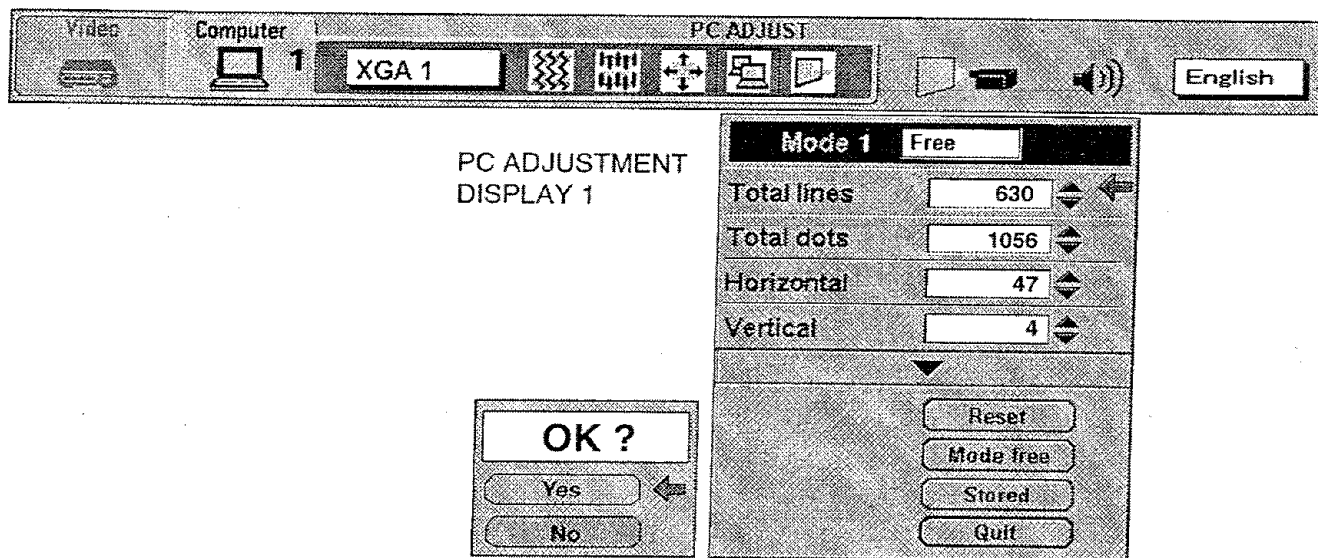 Video
Computer
1
PC ADJUST
XGA 1
English
PC ADJUSTMENT
DISPLAY 1
Mode 1 Free
Total lines 630
Total dots 1056
Horizontal 47
Vertical 4
Reset
Mode free
Stored
Quit
OK ?
Yes
No